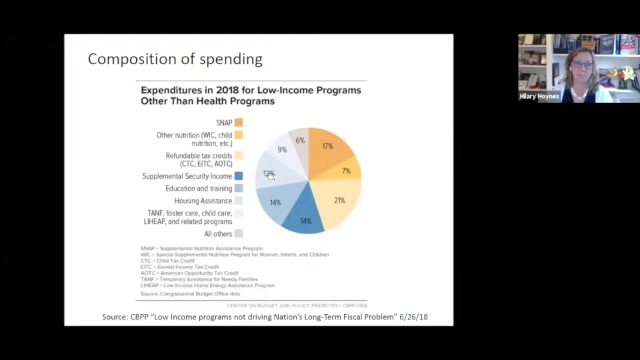 Composition of spending
Expenditures in 2018 for Low-Income Programs
Other Than Health Programs
SNAP
Other nutrition (WIC, child
nutrition, etc.)
Refundable tax credits
(CTC, EITC, AOTC)
Supplemental Security Income
Education and training
Housing Assistance
TANF, foster care, child care,
LIHEAP, and related programs
All others
6%
17%
9%
7%
12%
21%
14%
14%
SNAP = Supplemental Nutrition Assistance Program
WIC = Special Supplemental Nutrition Program for Women, Infants, and Children
CTC = Child Tax Credit
EITC = Earned Income Tax Credit
AOTC = American Opportunity Tax Credit
TANF = Temporary Assistance for Needy Families
LIHEAP = Low Income Home Energy Assistance Program
Source: Congressional Budget Office data
CENTER ON BUDGET AND POLICY PRIORITIES | CBPP.ORG
Source: CBPP "Low Income programs not driving Nation's Long-Term Fiscal Problem" 6/26/18
Hilary Hoynes